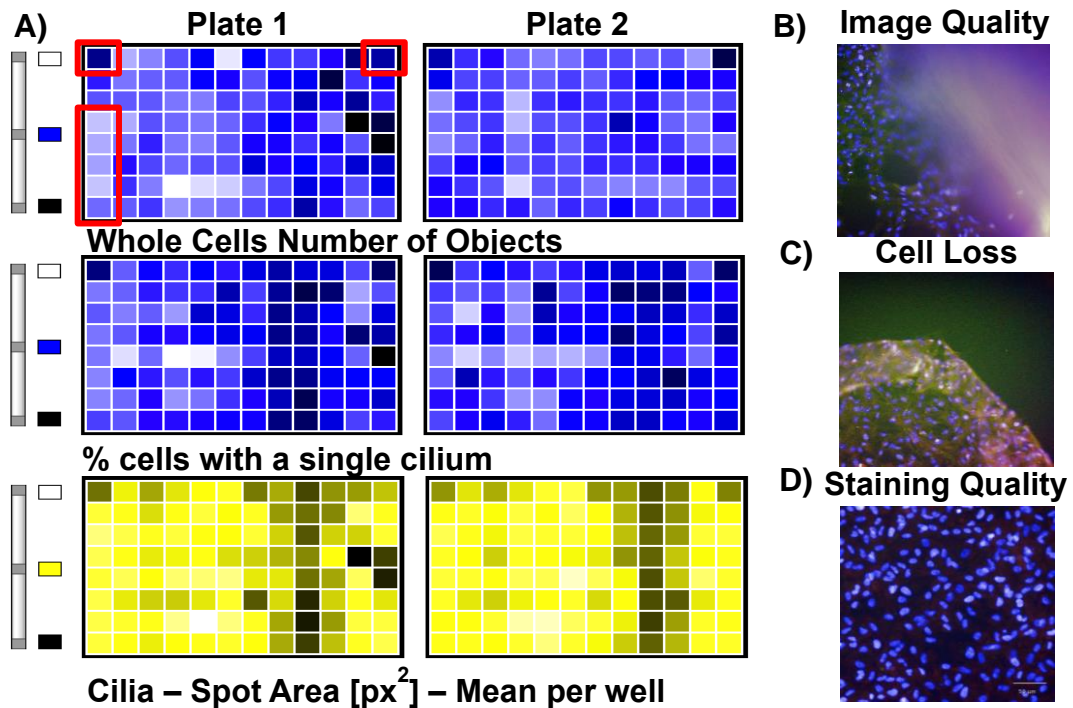 A)
Plate 1
Plate 2
Whole Cells Number of Objects
% cells with a single cilium
Cilia – Spot Area [px²] – Mean per well
B)
Image Quality
C)
Cell Loss
D)
Staining Quality